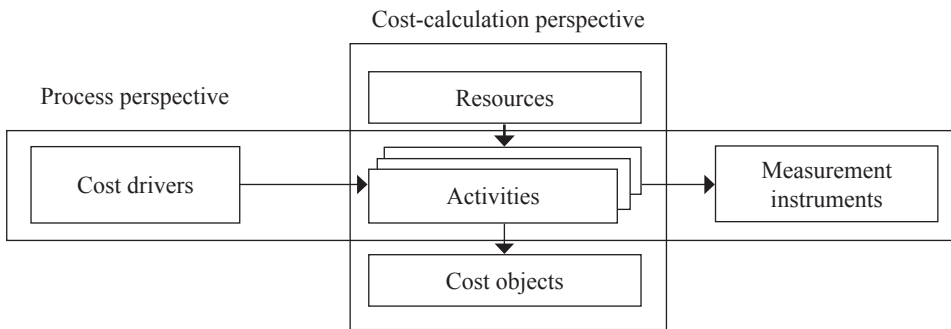 Cost-calculation perspective
Process perspective
Resources
Cost drivers
Activities
Measurement
instruments
Cost objects